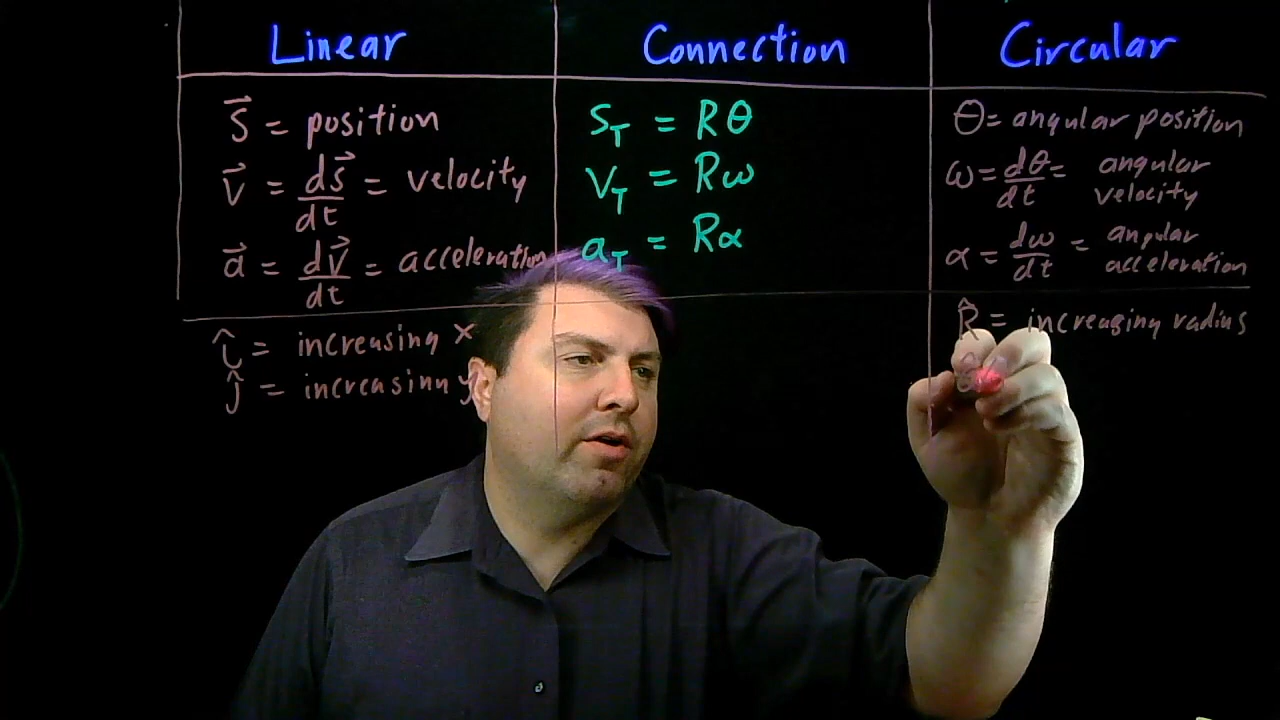 Linear Connection Circular
s⃗ = position
v⃗ = ds⃗/dt = velocity
a⃗ = dv⃗/dt = acceleration
S_T = Rθ
V_T = Rω
a_T = Rα
θ = angular position
ω = dθ/dt = angular velocity
α = dω/dt = angular acceleration
î = increasing x
ĵ = increasing y
R̂ = increasing radius